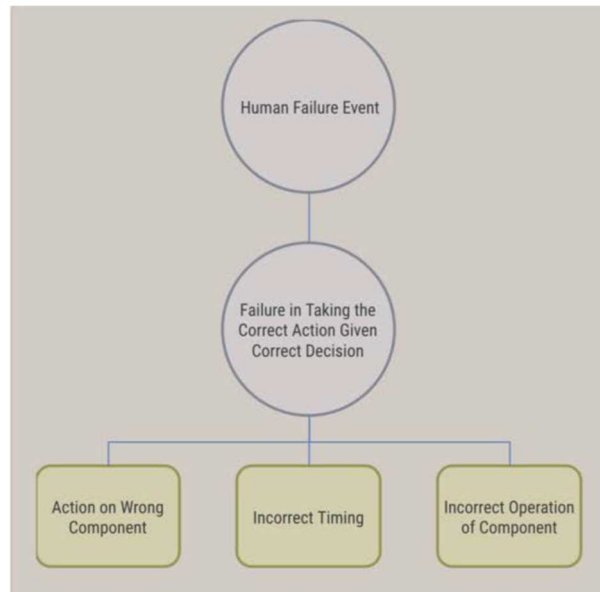 Human Failure Event
Failure in Taking the
Correct Action Given
Correct Decision
Action on Wrong
Component
Incorrect Timing
Incorrect Operation
of Component